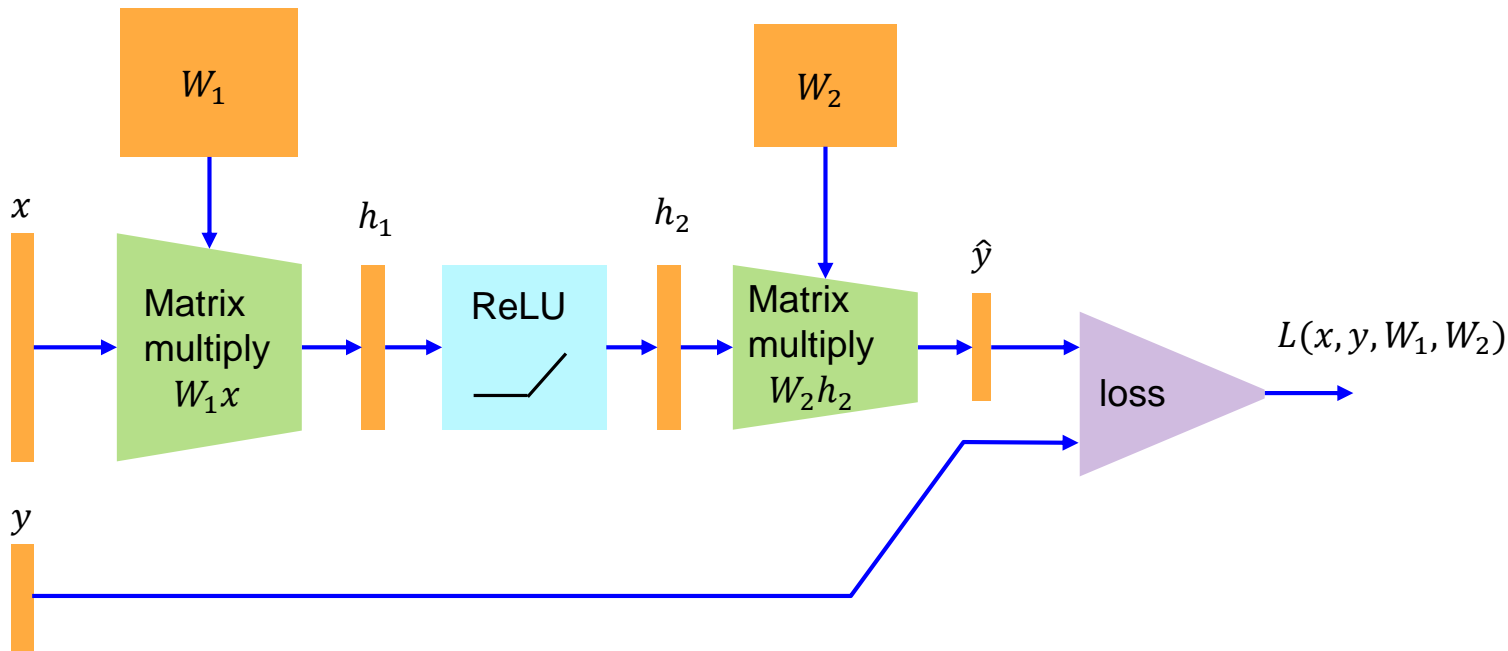 W₁
W₂
x
h₁
h₂
ŷ
Matrix
multiply
W₁x
ReLU
Matrix
multiply
W₂h₂
loss
L(x, y, W₁, W₂)
y